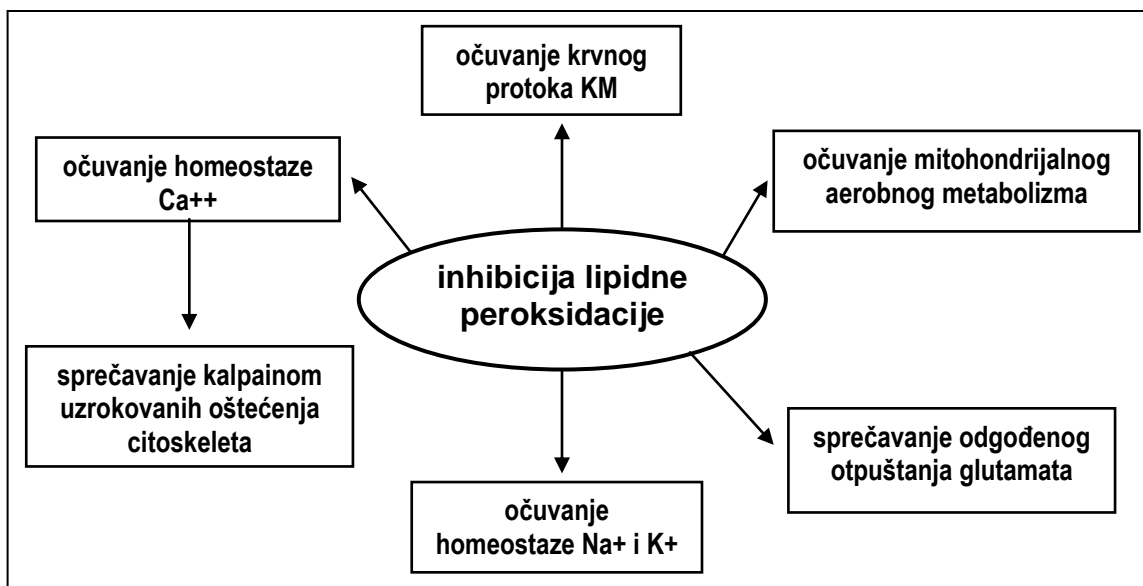 očuvanje krvnog
protoka KM
očuvanje homeostaze
Ca++
očuvanje mitohondrijalnog
aerobnog metabolizma
inhibicija lipidne
peroksidacije
sprečavanje kalpainom
uzrokovanih oštećenja
citoskeleta
sprečavanje odgođenog
otpuštanja glutamata
očuvanje
homeostaze Na+ i K+